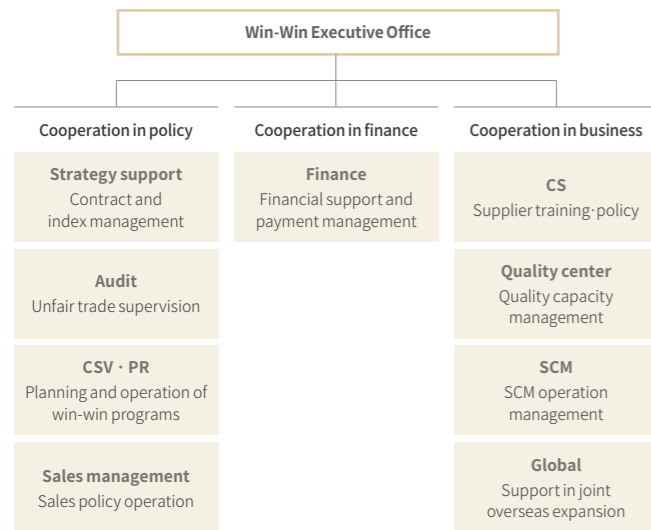 Win-Win Executive Office
Cooperation in policy
Strategy support
Contract and
index management
Audit
Unfair trade supervision
CSV · PR
Planning and operation of
win-win programs
Sales management
Sales policy operation
Cooperation in finance
Finance
Financial support and
payment management
Cooperation in business
CS
Supplier training·policy
Quality center
Quality capacity
management
SCM
SCM operation
management
Global
Support in joint
overseas expansion